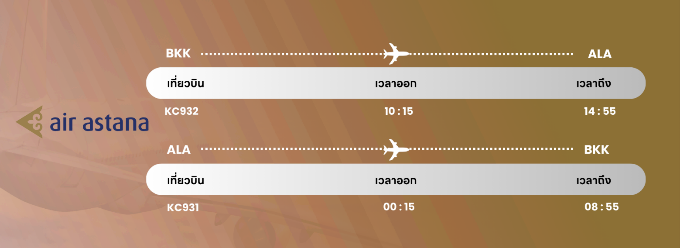 BKK ALA
เที่ยวบิน เวลาออก เวลาถึง
KC932 10 : 15 14 : 55
air astana
ALA BKK
เที่ยวบิน เวลาออก เวลาถึง
KC931 00 : 15 08 : 55